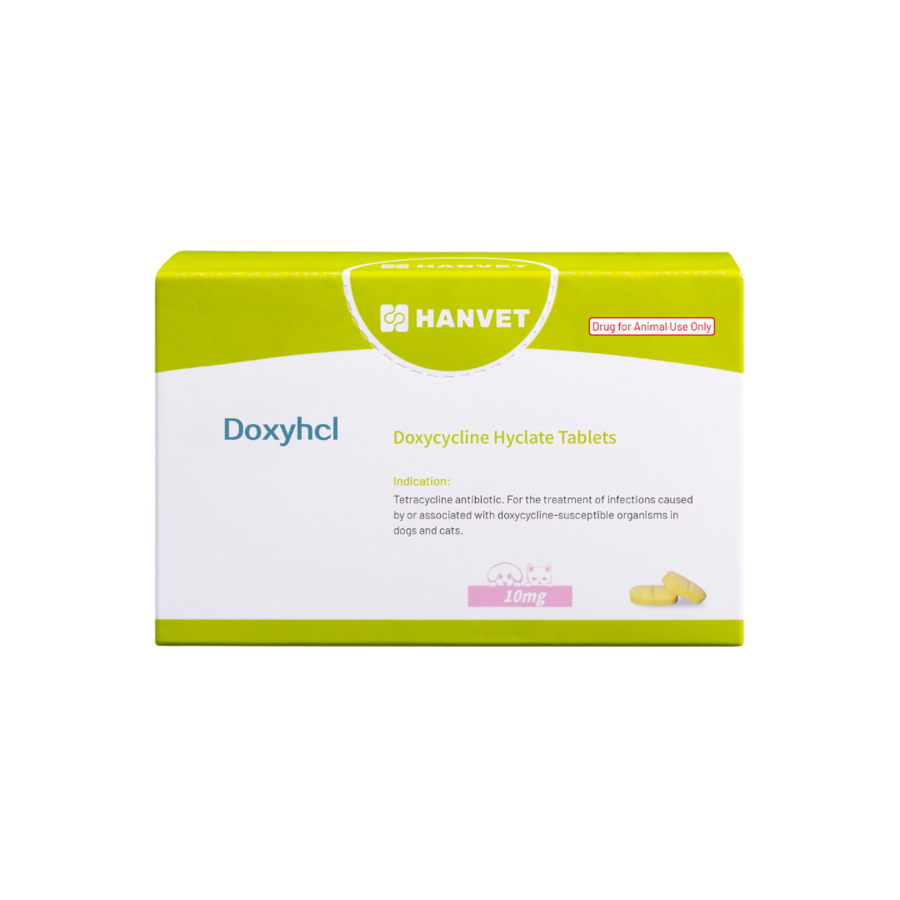 HANVET
HANVET
Drug for Animal Use Only
Doxyhcl
Doxycycline Hyclate Tablets
Indication:
Tetracycline antibiotic. For the treatment of infections caused
by or associated with doxycycline-susceptible organisms in
dogs and cats.
10mg